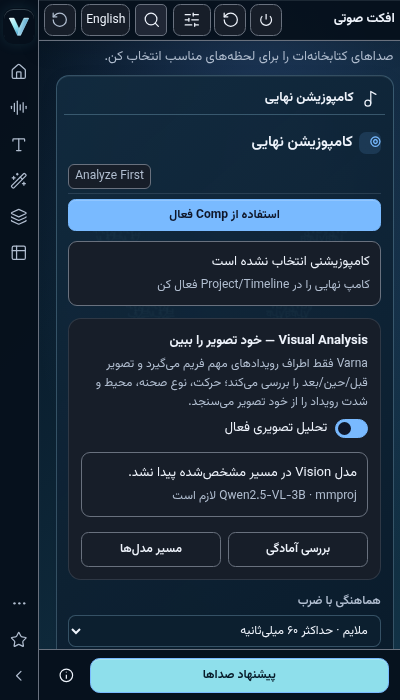 افکت صوتی
English
صداهای کتابخانه‌ات را برای لحظه‌های مناسب انتخاب کن.
کامپوزیشن نهایی
کامپوزیشن نهایی
Analyze First
استفاده از Comp فعال
کامپوزیشنی انتخاب نشده است
کامپ نهایی را در Project/Timeline فعال کن
Visual Analysis — خود تصویر را ببین
Varna فقط اطراف رویدادهای مهم فریم می‌گیرد و تصویر
قبل/حین/بعد را بررسی می‌کند؛ حرکت، نوع صحنه، محیط و
شدت رویداد را از خود تصویر می‌سنجد.
تحلیل تصویری فعال
مدل Vision در مسیر مشخص‌شده پیدا نشد.
Qwen2.5-VL-3B · mmproj لازم است
بررسی آمادگی
مسیر مدل‌ها
هماهنگی با ضرب
ملایم · حداکثر ۶۰ میلی‌ثانیه
پیشنهاد صداها